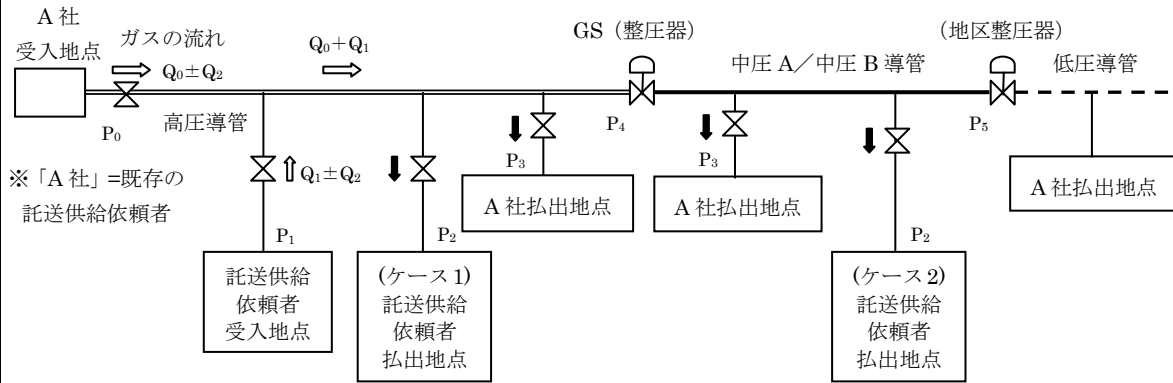 A 社
受入地点
ガスの流れ
Q₀±Q₂
Q₀+Q₁
GS（整圧器）
（地区整圧器）
中圧 A／中圧 B 導管
低圧導管
P₀
高圧導管
P₄
P₅
P₃
P₃
※「A 社」=既存の
託送供給依頼者
Q₁±Q₂
A 社払出地点
A 社払出地点
A 社払出地点
P₁
P₂
P₂
託送供給
依頼者
受入地点
(ケース 1)
託送供給
依頼者
払出地点
(ケース 2)
託送供給
依頼者
払出地点